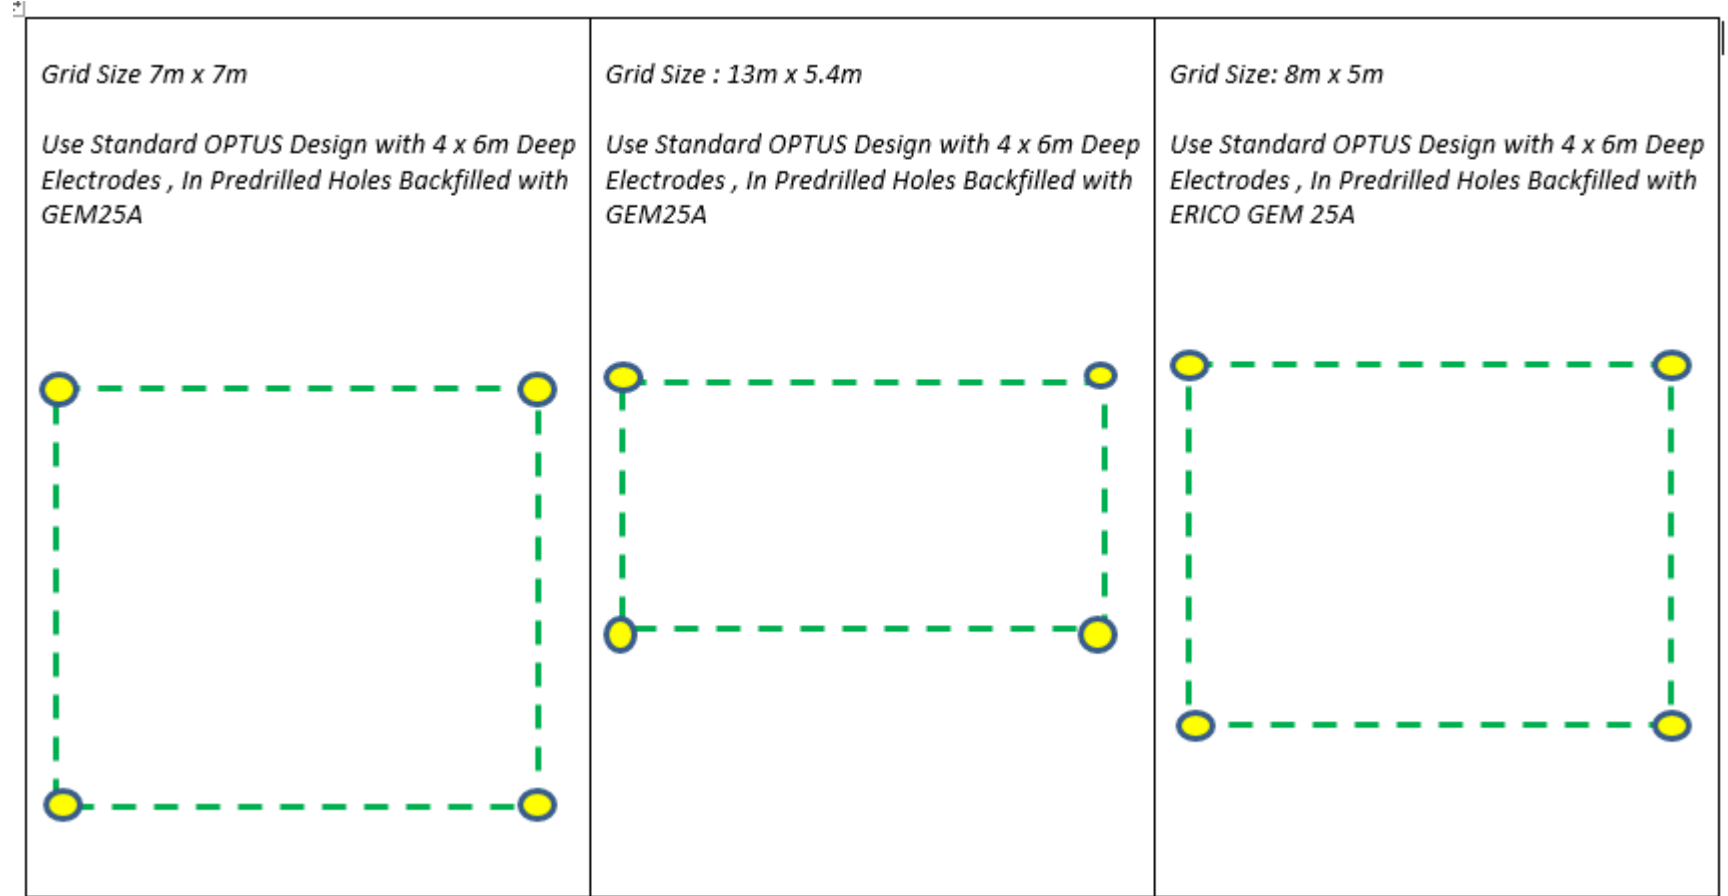 Grid Size 7m x 7m
Use Standard OPTUS Design with 4 x 6m Deep
Electrodes , In Predrilled Holes Backfilled with
GEM25A
Grid Size : 13m x 5.4m
Use Standard OPTUS Design with 4 x 6m Deep
Electrodes , In Predrilled Holes Backfilled with
GEM25A
Grid Size: 8m x 5m
Use Standard OPTUS Design with 4 x 6m Deep
Electrodes , In Predrilled Holes Backfilled with
ERICO GEM 25A